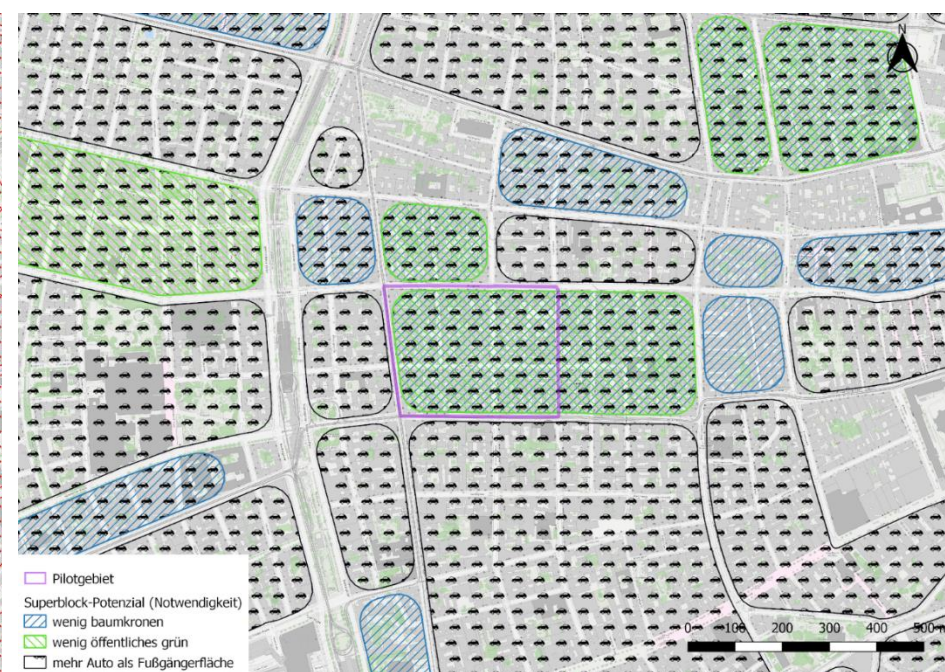 N
Pilotgebiet
Superblock-Potenzial (Notwendigkeit)
wenig baumkronen
wenig öffentliches grün
mehr Auto als Fußgängerfläche
0 100 200 300 400 500 m